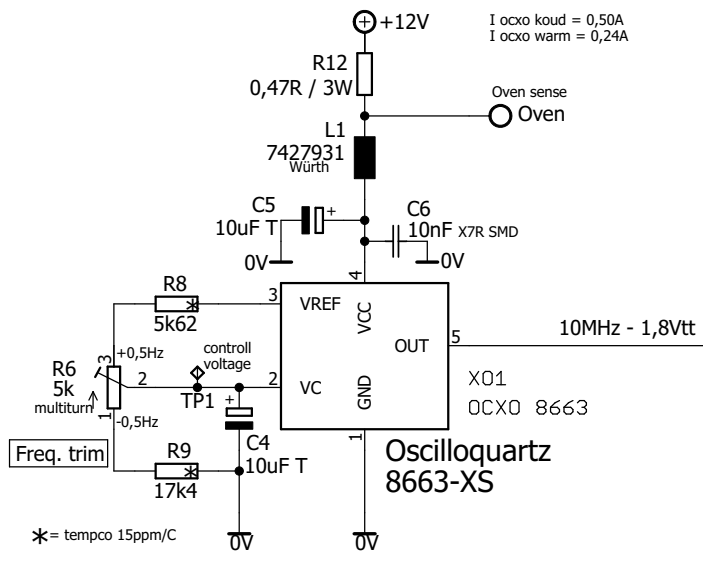 +12V
I ocxo koud = 0,50A
I ocxo warm = 0,24A
R12
0,47R / 3W
Oven sense
Oven
L1
7427931
Würth
C5
10uF T
+
C6
10nF X7R SMD
0V
0V
4
R8
5k62
*
3
VREF
VCC
5
OUT
10MHz - 1,8Vtt
R6
5k
multiturn
3
+0,5Hz
2
1
-0,5Hz
controll
voltage
TP1
2
VC
GND
1
X01
OCXO 8663
+
C4
10uF T
Oscilloquartz
8663-XS
Freq. trim
R9
17k4
*
*= tempco 15ppm/C
0V
0V